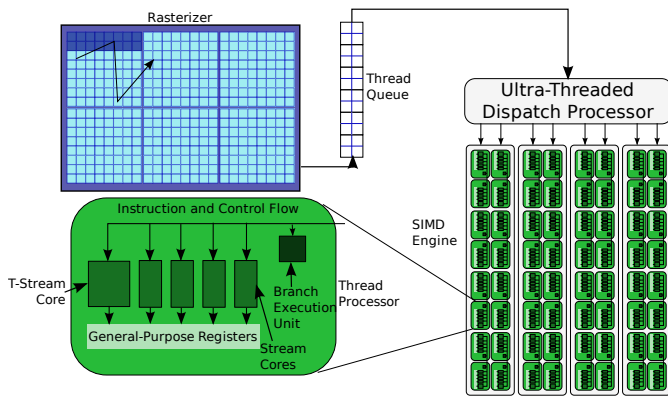 Rasterizer
Thread
Queue
Ultra-Threaded
Dispatch Processor
Instruction and Control Flow
SIMD
Engine
T-Stream
Core
Thread
Processor
Branch
Execution
Unit
General-Purpose Registers
Stream
Cores